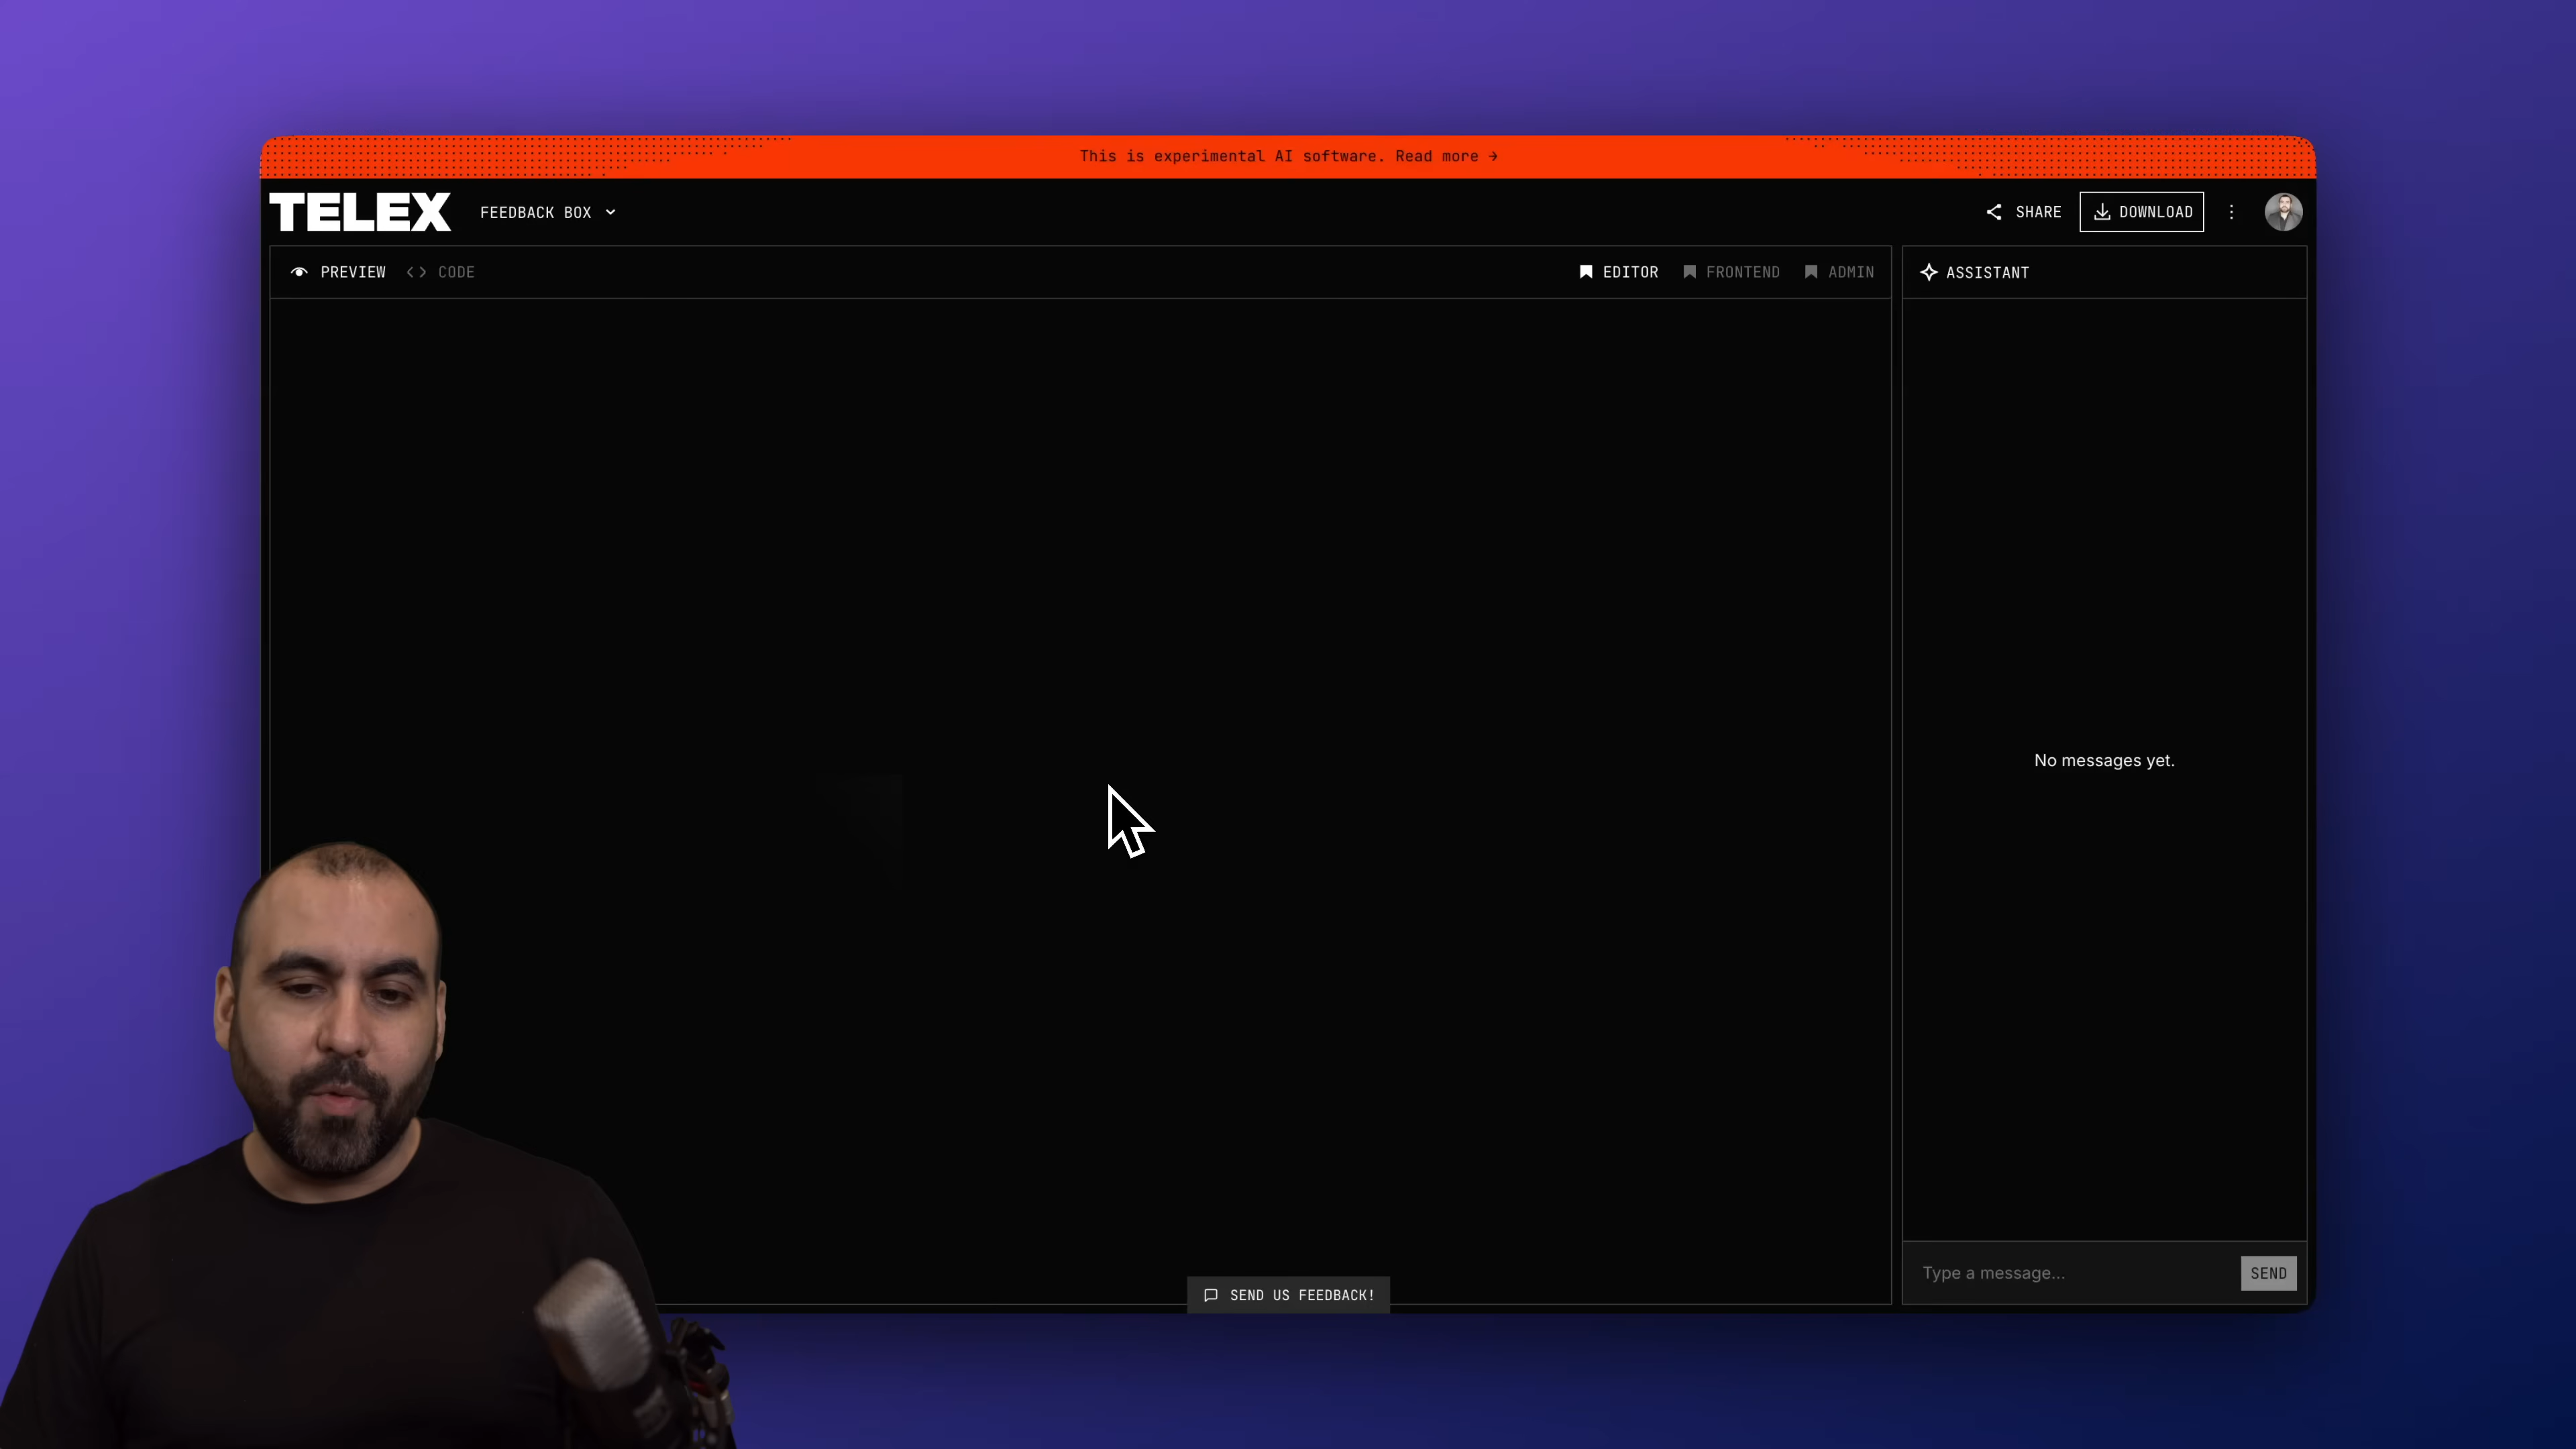 This is experimental AI software. Read more →
TELEX
FEEDBACK BOX
SHARE
DOWNLOAD
PREVIEW
CODE
EDITOR
FRONTEND
ADMIN
ASSISTANT
No messages yet.
Type a message...
SEND
SEND US FEEDBACK!